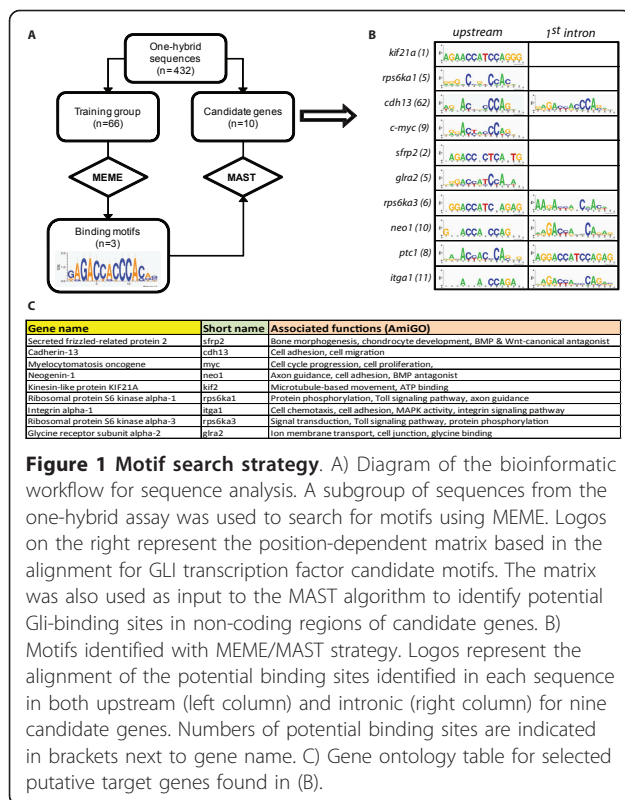 A
One-hybrid
sequences
(n=432)
Training group
(n=66)
Candidate genes
(n=10)
MEME
MAST
Binding motifs
(n=3)
GAGACCACCCAC
B
upstream
1st intron
kif21a (1)
AGAACCATCCAGGG
rps6ka1 (5)
cdh13 (62)
c-myc (9)
sfrp2 (2)
AGACC CTCA TG
glra2 (5)
rps6ka3 (6)
GGACCATC AGAG
neo1 (10)
ptc1 (8)
AGGACCATCCAGAG
itga1 (11)
C
Gene name Short name Associated functions (AmiGO)
Secreted frizzled-related protein 2 sfrp2 Bone morphogenesis, chondrocyte development, BMP & Wnt-canonical antagonist
Cadherin-13 cdh13 Cell adhesion, cell migration
Myelocytomatosis oncogene myc Cell cycle progression, cell proliferation,
Neogenin-1 neo1 Axon guidance, cell adhesion, BMP antagonist
Kinesin-like protein KIF21A kif2 Microtubule-based movement, ATP binding
Ribosomal protein S6 kinase alpha-1 rps6ka1 Protein phosphorylation, Toll signaling pathway, axon guidance
Integrin alpha-1 itga1 Cell chemotaxis, cell adhesion, MAPK activity, integrin signaling pathway
Ribosomal protein S6 kinase alpha-3 rps6ka3 Signal transduction, Toll signaling pathway, protein phosphorylation
Glycine receptor subunit alpha-2 glra2 Ion membrane transport, cell junction, glycine binding
Figure 1 Motif search strategy. A) Diagram of the bioinformatic
workflow for sequence analysis. A subgroup of sequences from the
one-hybrid assay was used to search for motifs using MEME. Logos
on the right represent the position-dependent matrix based in the
alignment for GLI transcription factor candidate motifs. The matrix
was also used as input to the MAST algorithm to identify potential
Gli-binding sites in non-coding regions of candidate genes. B)
Motifs identified with MEME/MAST strategy. Logos represent the
alignment of the potential binding sites identified in each sequence
in both upstream (left column) and intronic (right column) for nine
candidate genes. Numbers of potential binding sites are indicated
in brackets next to gene name. C) Gene ontology table for selected
putative target genes found in (B).